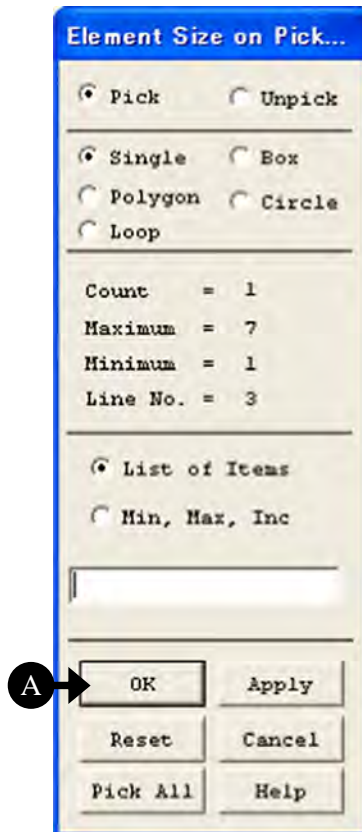 Element Size on Pick...
Pick Unpick
Single Box
Polygon Circle
Loop
Count = 1
Maximum = 7
Minimum = 1
Line No. = 3
List of Items
Min, Max, Inc
A OK Apply
Reset Cancel
Pick All Help